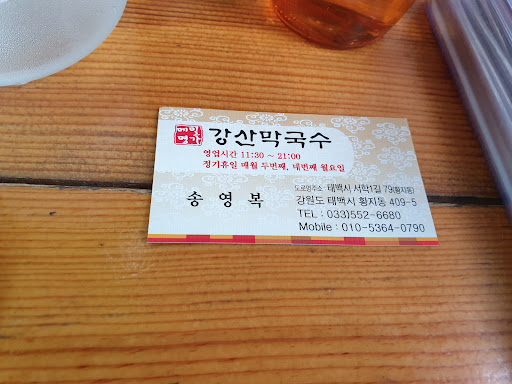 강산막국수
영업시간 11:30 ~ 21:00
정기휴일 매월 두번째, 네번째 월요일
송 영 복
도로명주소 : 태백시 서학1길 79(황지동)
강원도 태백시 황지동 409-5
TEL : 033)552-6680
Mobile : 010-5364-0790